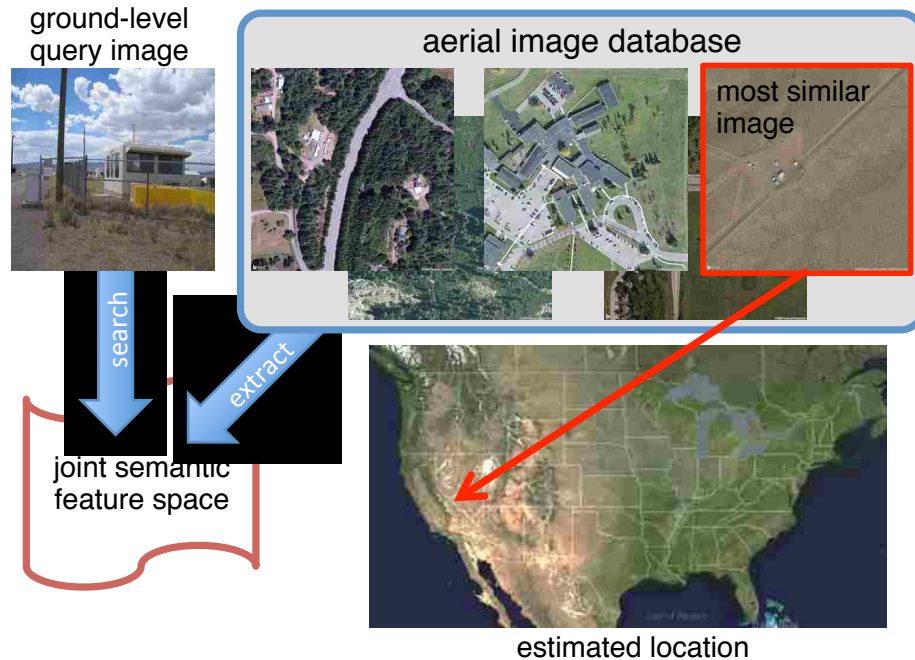 ground-level
query image
aerial image database
most similar
image
search
extract
joint semantic
feature space
estimated location